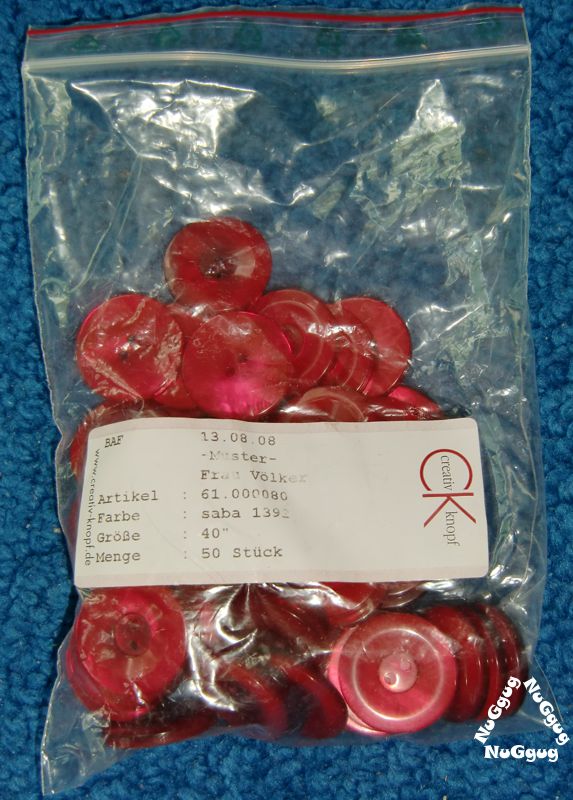 BAF
13.08.08
-Muster-
Frau Völker
Artikel : 61.000080
Farbe : saba 1392
Größe : 40"
Menge : 50 Stück
www.creativ-knopf.de
CK
creativ
knopf
NuGgug
NuGgug
NuGgug